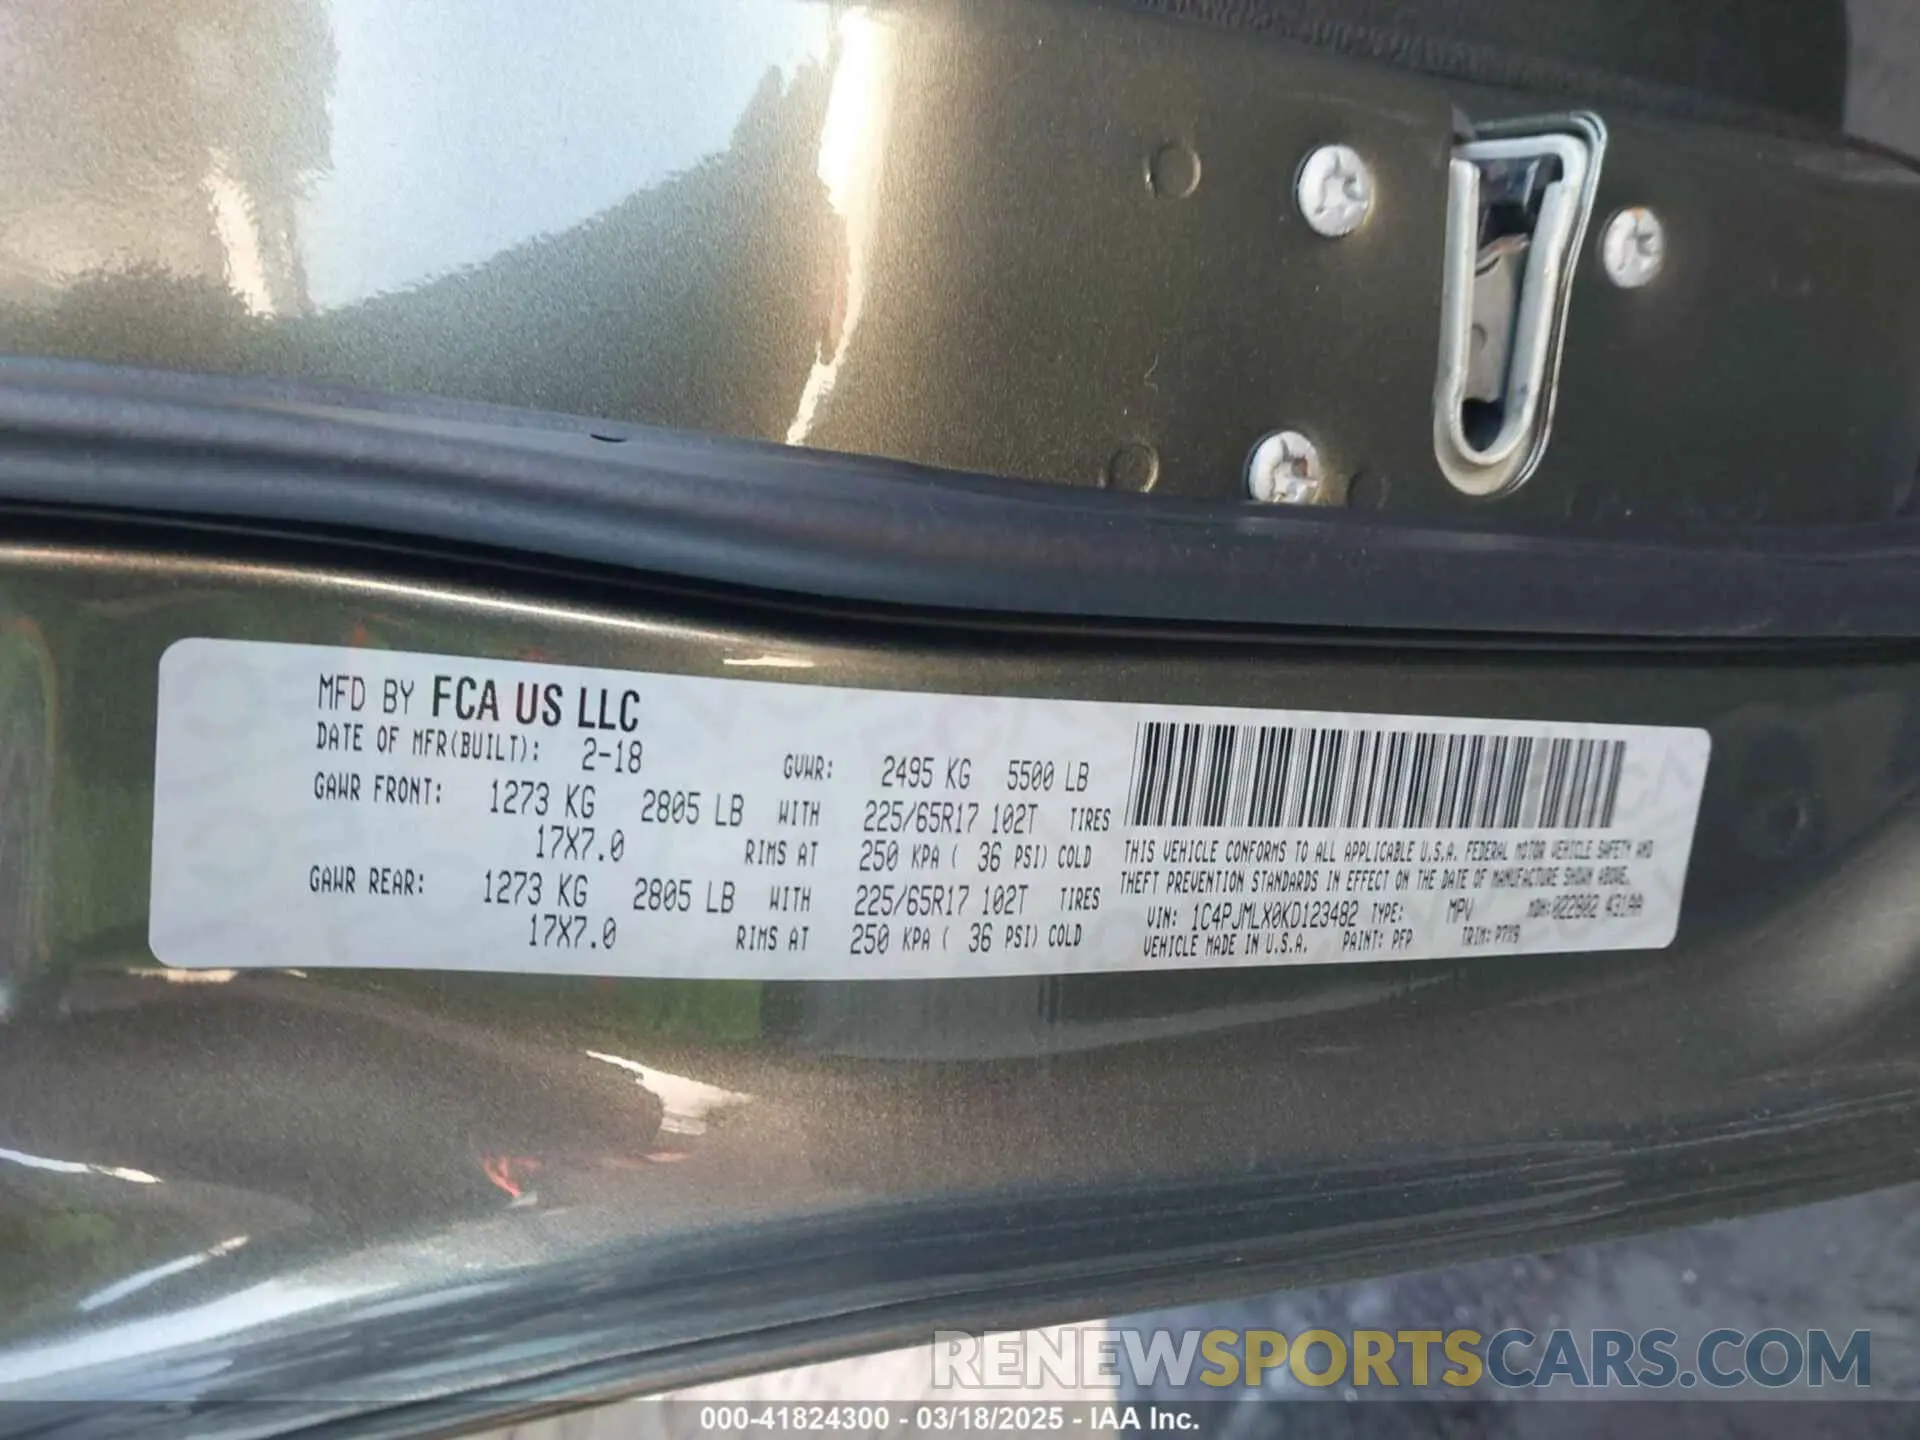 MFD BY FCA US LLC
DATE OF MFR(BUILT): 2-18 GVWR: 2495 KG 5500 LB
GAWR FRONT: 1273 KG 2805 LB WITH 225/65R17 102T TIRES
17X7.0 RIMS AT 250 KPA ( 36 PSI) COLD
GAWR REAR: 1273 KG 2805 LB WITH 225/65R17 102T TIRES
17X7.0 RIMS AT 250 KPA ( 36 PSI) COLD
THIS VEHICLE CONFORMS TO ALL APPLICABLE U.S.A. FEDERAL MOTOR VEHICLE SAFETY AND
THEFT PREVENTION STANDARDS IN EFFECT ON THE DATE OF MANUFACTURE SHOWN ABOVE.
VIN: 1C4PJMLX0KD123482 TYPE: MPV MDH:022802 431AA
VEHICLE MADE IN U.S.A. PAINT: PFP TRIM:
RENEWSPORTSCARS.COM
000-41824300 - 03/18/2025 - IAA Inc.